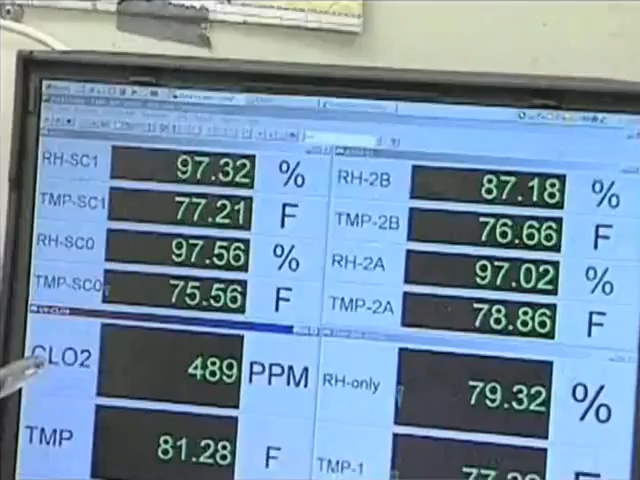 RH-SC1 97.32 %
TMP-SC1 77.21 F
RH-SC0 97.56 %
TMP-SC0 75.56 F
CLO2 489 PPM
TMP 81.28 F
RH-2B 87.18 %
TMP-2B 76.66 F
RH-2A 97.02 %
TMP-2A 78.86 F
RH-only 79.32 %
TMP-1